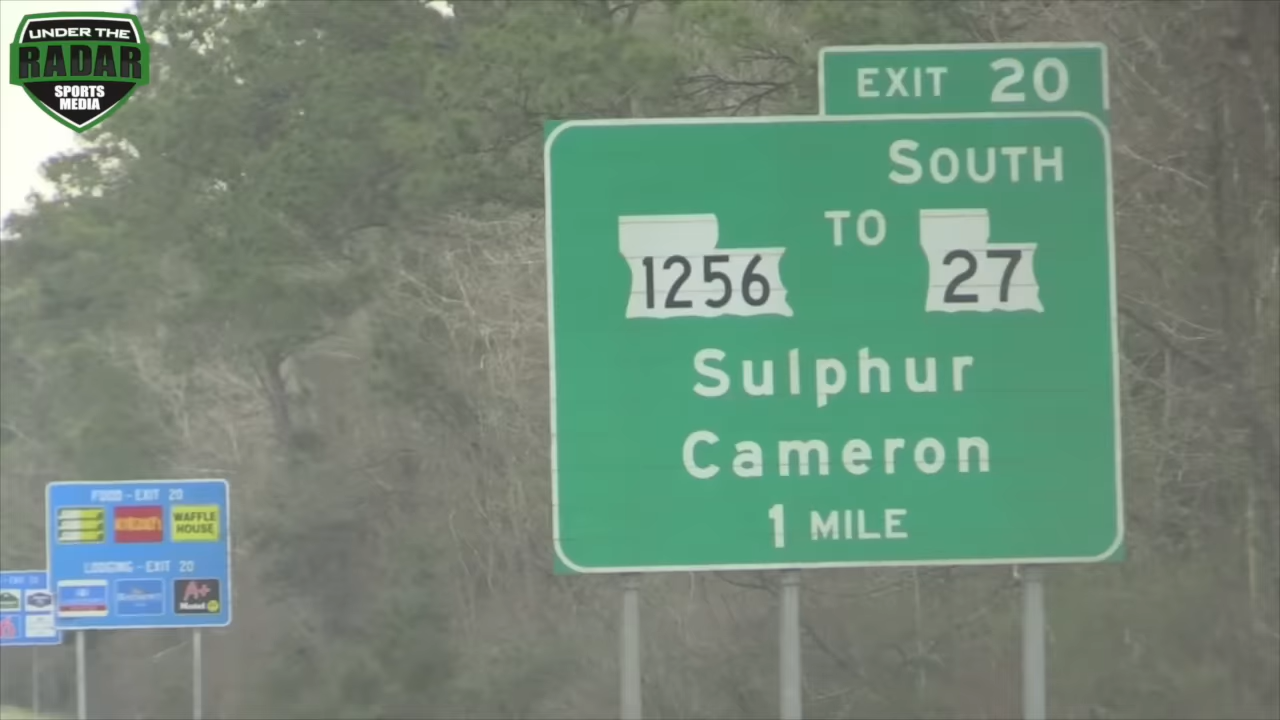 UNDER THE
RADAR
SPORTS
MEDIA
EXIT 20
SOUTH
1256 TO 27
Sulphur
Cameron
1 MILE
FOOD - EXIT 20
WAFFLE
HOUSE
LODGING - EXIT 20
A+
Motel